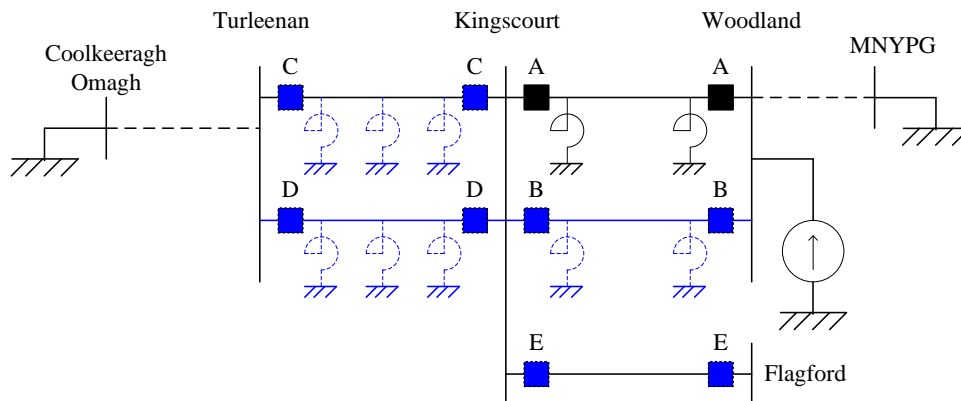 Turleenan
Kingscourt
Woodland
Coolkeeragh
Omagh
MNYPG
C
C
A
A
D
D
B
B
E
E
Flagford